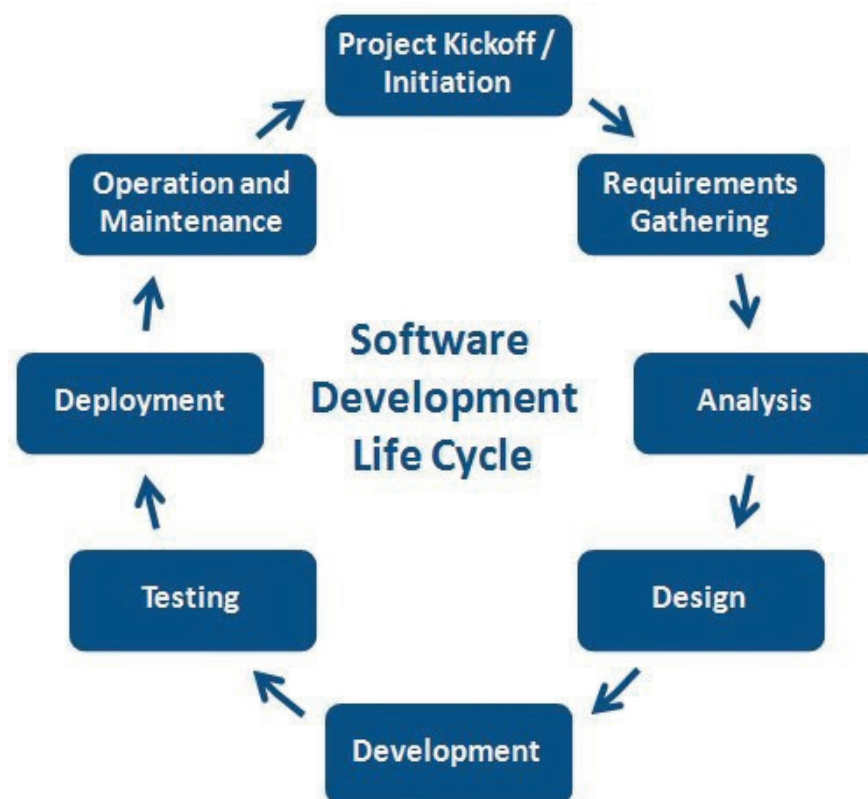 Project Kickoff /
Initiation
Requirements
Gathering
Analysis
Design
Development
Testing
Deployment
Operation and
Maintenance
Software
Development
Life Cycle